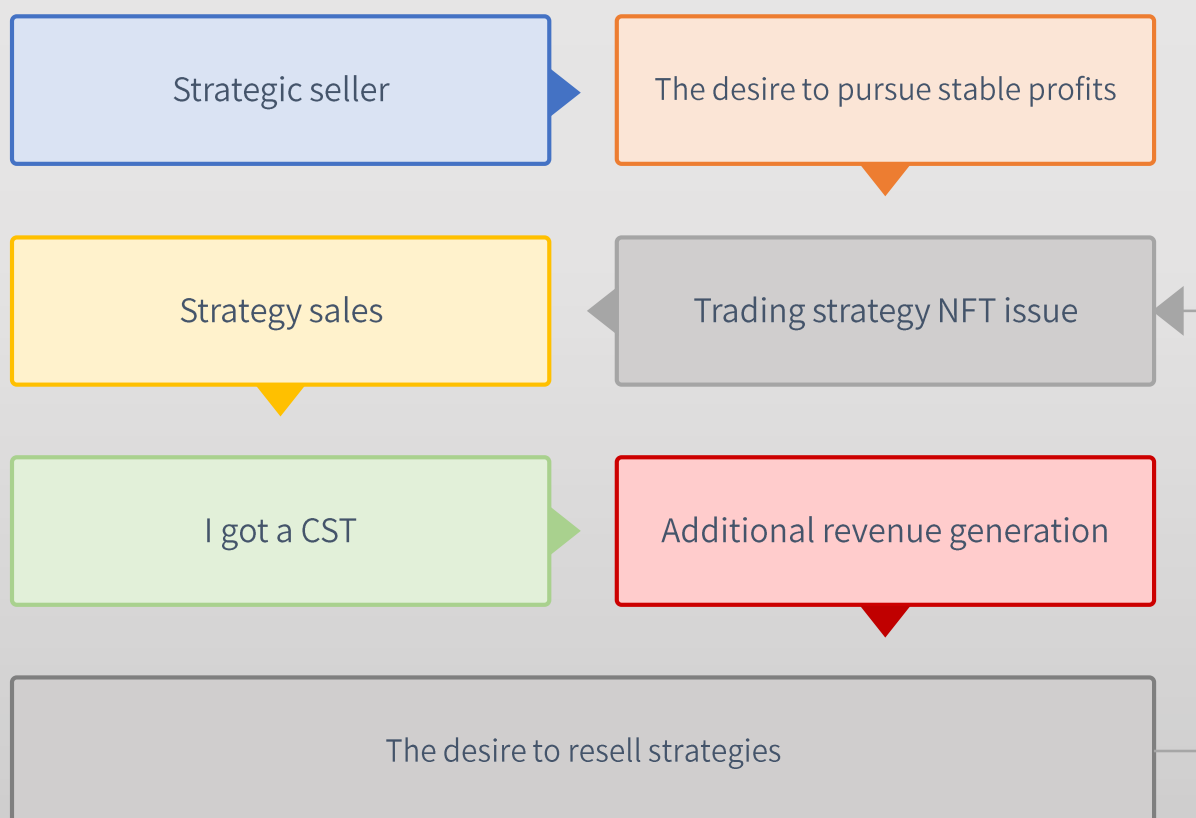 Strategic seller
The desire to pursue stable profits
Strategy sales
Trading strategy NFT issue
I got a CST
Additional revenue generation
The desire to resell strategies